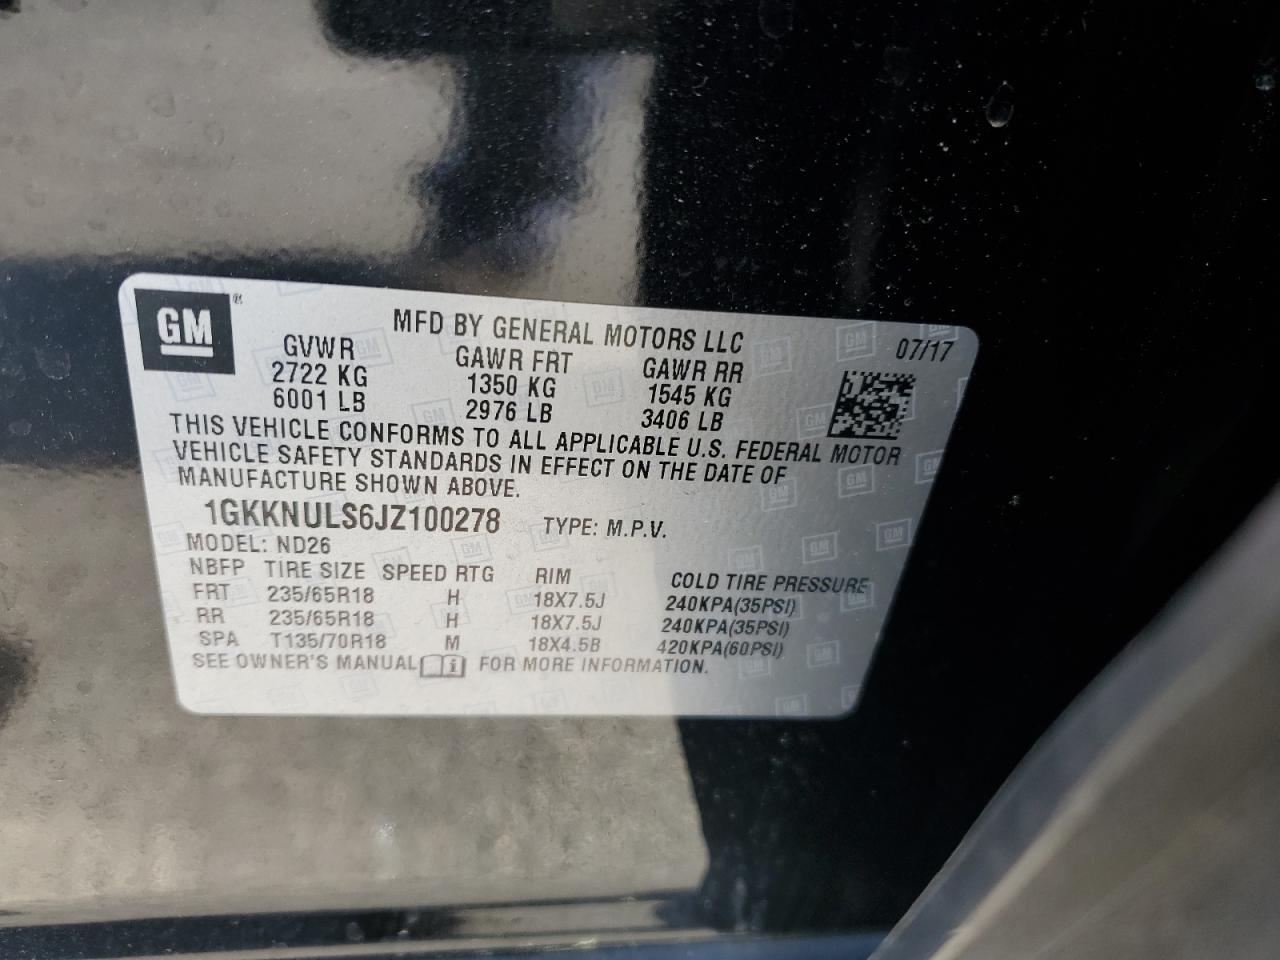 GM®
MFD BY GENERAL MOTORS LLC
07/17
GVWR GAWR FRT GAWR RR
2722 KG 1350 KG 1545 KG
6001 LB 2976 LB 3406 LB
THIS VEHICLE CONFORMS TO ALL APPLICABLE U.S. FEDERAL MOTOR
VEHICLE SAFETY STANDARDS IN EFFECT ON THE DATE OF
MANUFACTURE SHOWN ABOVE.
1GKKNULS6JZ100278 TYPE: M.P.V.
MODEL: ND26
NBFP TIRE SIZE SPEED RTG RIM COLD TIRE PRESSURE
FRT 235/65R18 H 18X7.5J 240KPA(35PSI)
RR 235/65R18 H 18X7.5J 240KPA(35PSI)
SPA T135/70R18 M 18X4.5B 420KPA(60PSI)
SEE OWNER'S MANUAL FOR MORE INFORMATION.